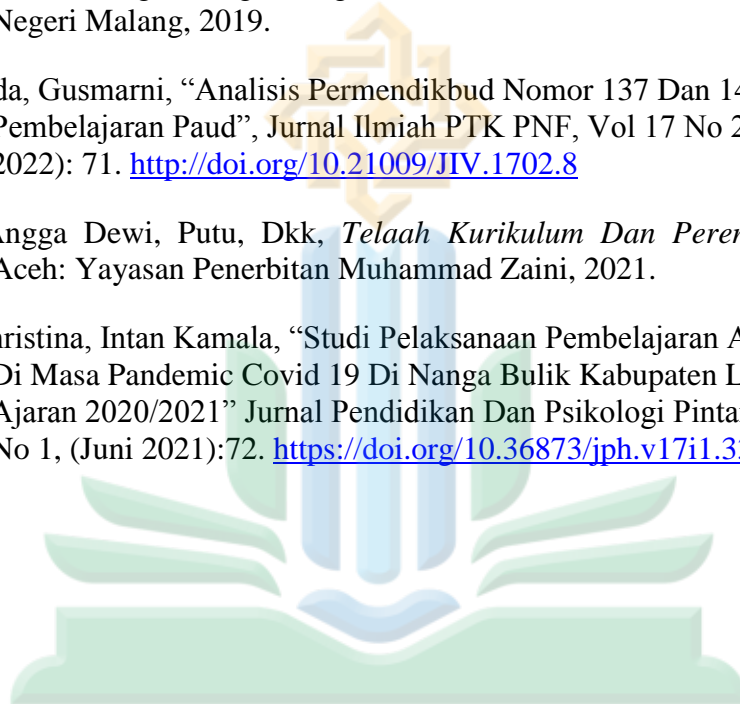 Negeri Malang, 2019.
da, Gusmarni, “Analisis Permendikbud Nomor 137 Dan 14
Pembelajaran Paud”, Jurnal Ilmiah PTK PNF, Vol 17 No 2
2022): 71. http://doi.org/10.21009/JIV.1702.8
Angga Dewi, Putu, Dkk, Telaah Kurikulum Dan Peren
Aceh: Yayasan Penerbitan Muhammad Zaini, 2021.
hristina, Intan Kamala, “Studi Pelaksanaan Pembelajaran A
Di Masa Pandemic Covid 19 Di Nanga Bulik Kabupaten L
Ajaran 2020/2021” Jurnal Pendidikan Dan Psikologi Pintar
No 1, (Juni 2021):72. https://doi.org/10.36873/jph.v17i1.33